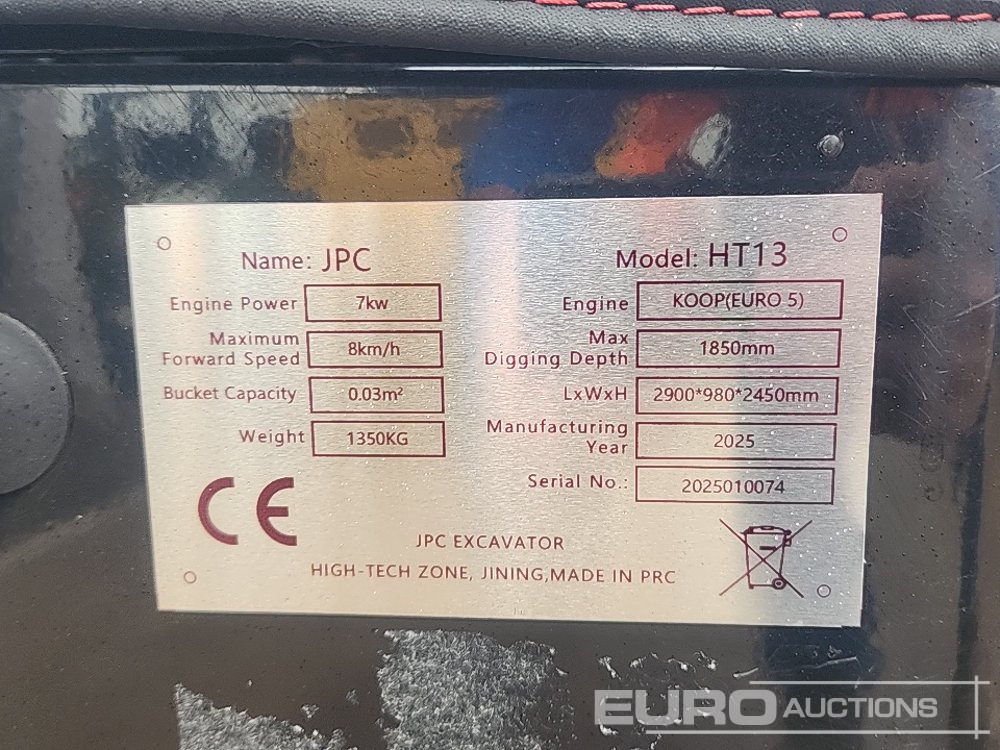 Name: JPC
Model: HT13
Engine Power 7kw
Engine KOOP(EURO 5)
Maximum
Forward Speed 8km/h
Max
Digging Depth 1850mm
Bucket Capacity 0.03m²
LxWxH 2900*980*2450mm
Weight 1350KG
Manufacturing
Year 2025
Serial No.: 2025010074
CE
JPC EXCAVATOR
HIGH-TECH ZONE, JINING,MADE IN PRC
EURO AUCTIONS